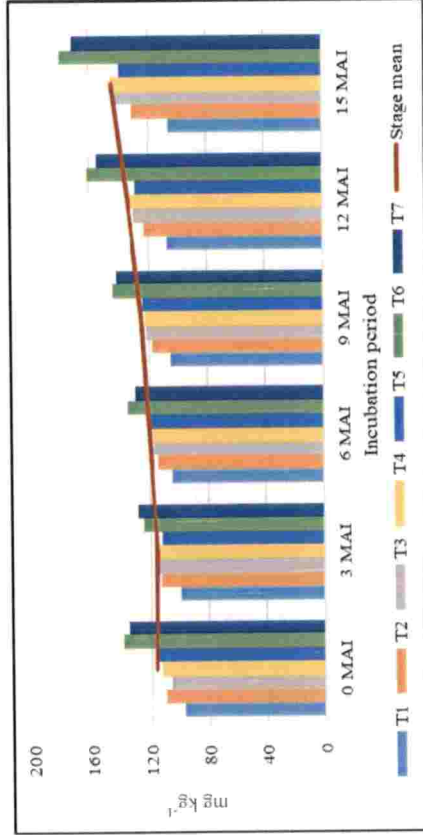 mg kg⁻¹
200
160
120
80
40
0
0 MAI 3 MAI 6 MAI 9 MAI 12 MAI 15 MAI
Incubation period
T1 T2 T3 T4 T5 T6 T7 Stage mean